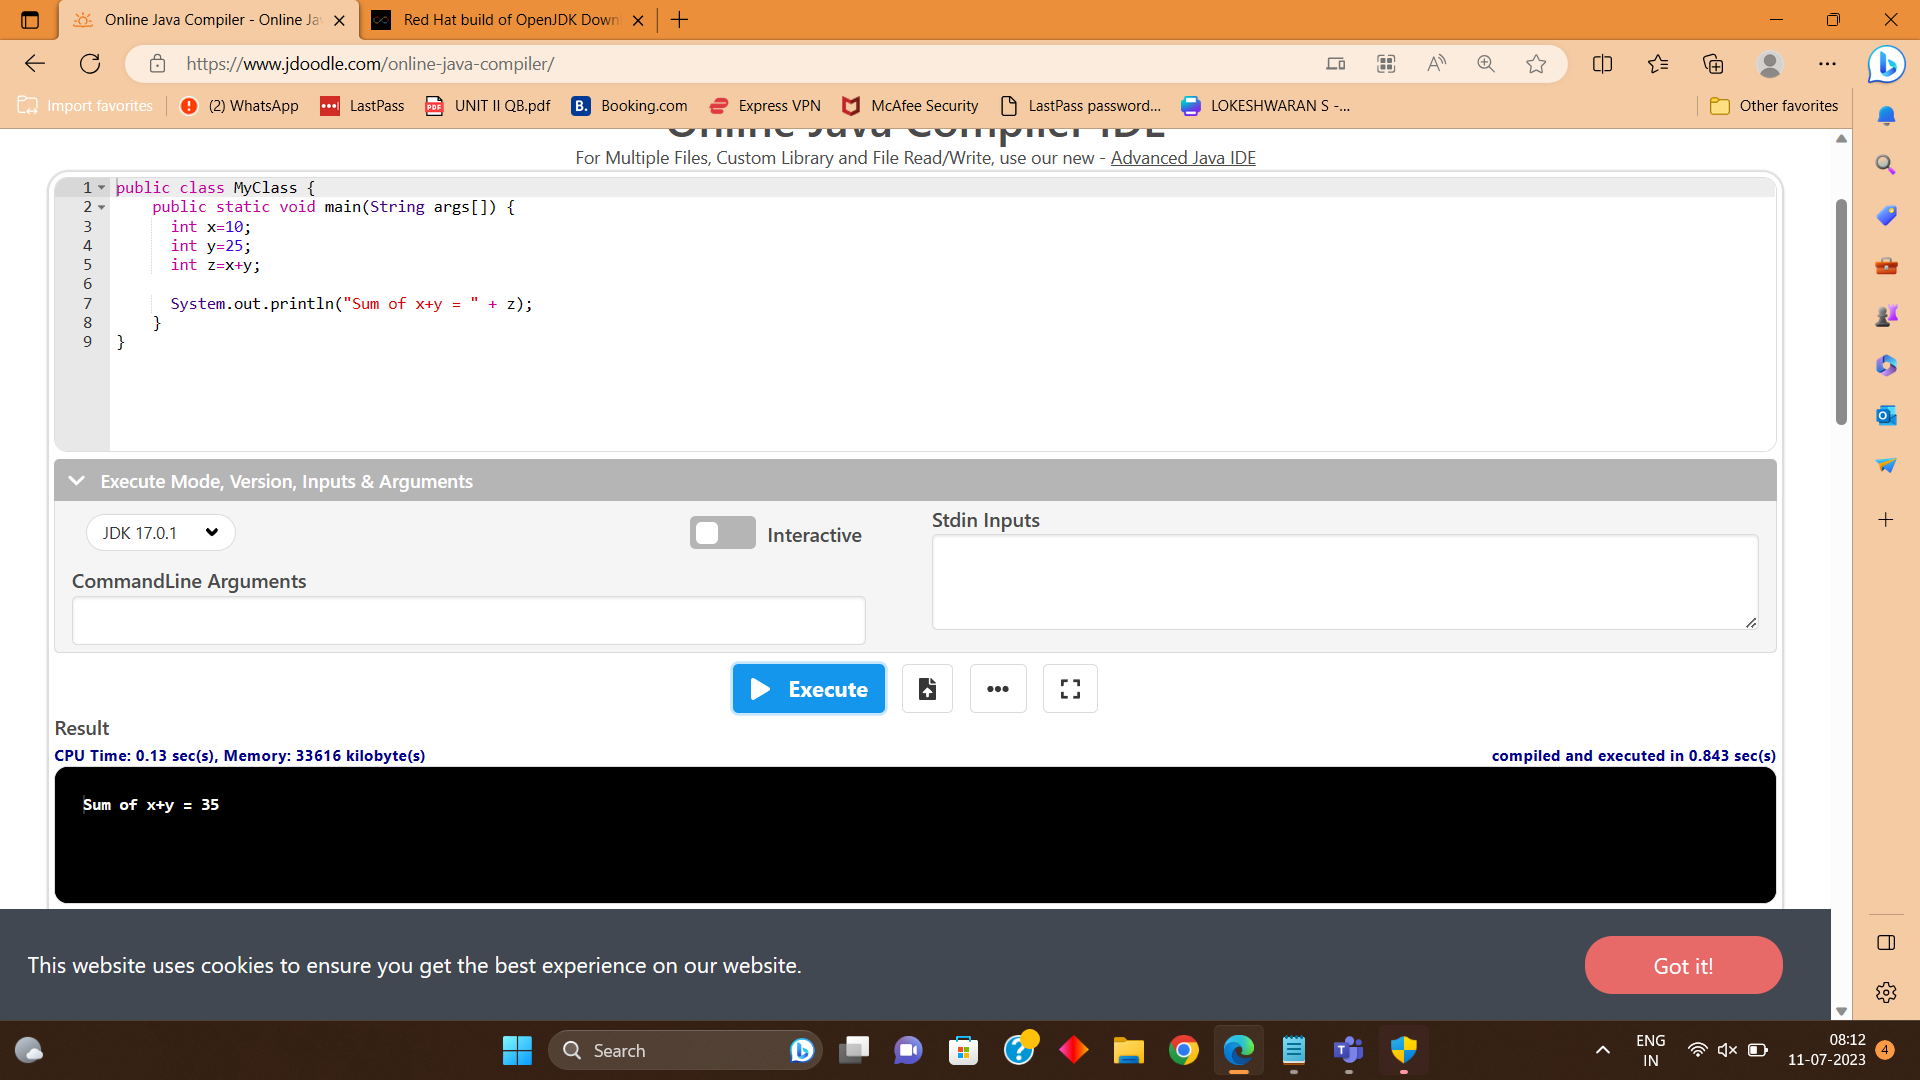 Online Java Compiler - Online Ja
Red Hat build of OpenJDK Down
https://www.jdoodle.com/online-java-compiler/
Import favorites
(2) WhatsApp
LastPass
UNIT II QB.pdf
Booking.com
Express VPN
McAfee Security
LastPass password...
LOKESHWARAN S -...
Other favorites
Online Java Compiler IDE
For Multiple Files, Custom Library and File Read/Write, use our new - Advanced Java IDE
1 public class MyClass {
2 public static void main(String args[]) {
3 int x=10;
4 int y=25;
5 int z=x+y;
6
7 System.out.println("Sum of x+y = " + z);
8 }
9 }
Execute Mode, Version, Inputs & Arguments
JDK 17.0.1
Interactive
Stdin Inputs
CommandLine Arguments
Execute
Result
CPU Time: 0.13 sec(s), Memory: 33616 kilobyte(s)
compiled and executed in 0.843 sec(s)
Sum of x+y = 35
This website uses cookies to ensure you get the best experience on our website.
Got it!
Search
ENG
IN
08:12
11-07-2023
4